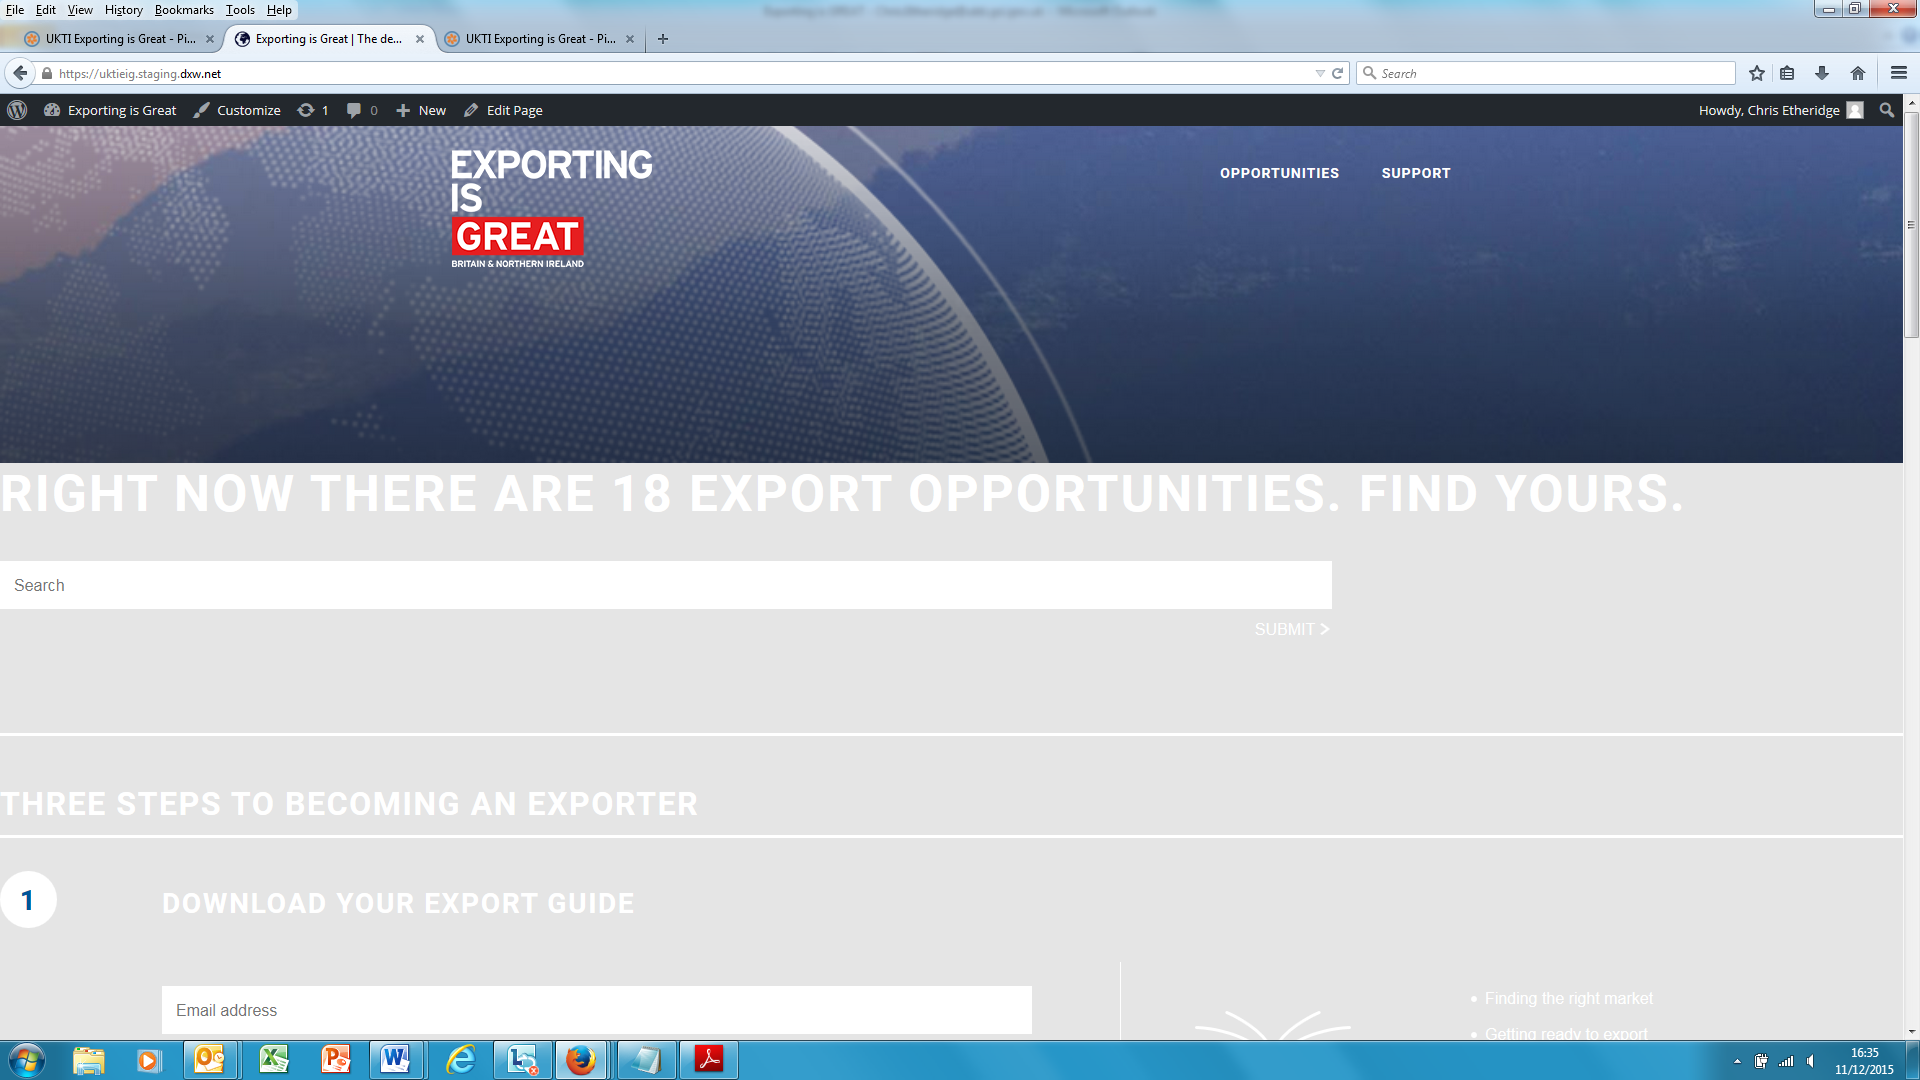 File Edit View History Bookmarks Tools Help
UKTI Exporting is Great - Pi...
Exporting is Great | The de...
UKTI Exporting is Great - Pi...
https://uktieig.staging.dxw.net
Search
Exporting is Great Customize 1 0 New Edit Page
Howdy, Chris Etheridge
EXPORTING
IS
GREAT
BRITAIN & NORTHERN IRELAND
OPPORTUNITIES SUPPORT
RIGHT NOW THERE ARE 18 EXPORT OPPORTUNITIES. FIND YOURS.
Search
SUBMIT >
THREE STEPS TO BECOMING AN EXPORTER
1 DOWNLOAD YOUR EXPORT GUIDE
Email address
• Finding the right market
• Getting ready to export
16:35
11/12/2015